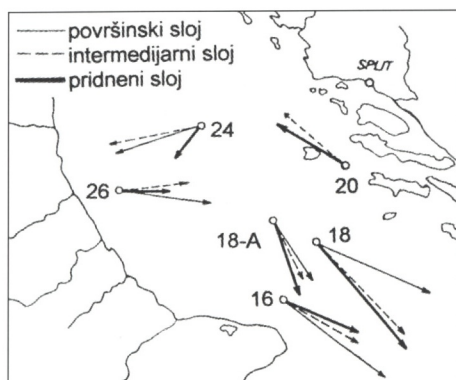 površinski sloj
intermedijarni sloj
pridneni sloj
SPLIT
24
20
26
18-A
18
16